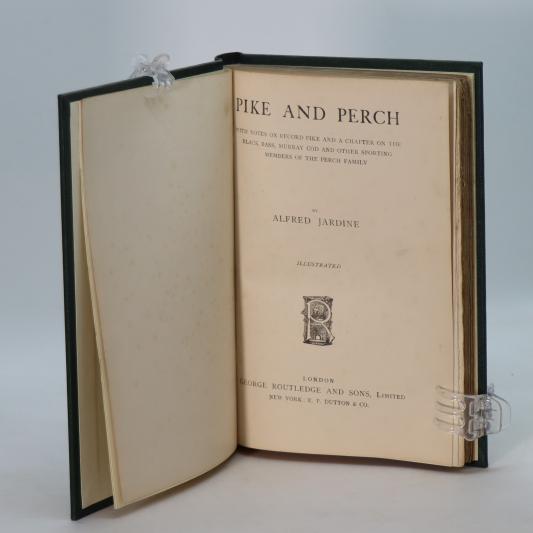 PIKE AND PERCH
WITH NOTES ON RECORD PIKE AND A CHAPTER ON THE
BLACK BASS, MURRAY COD AND OTHER SPORTING
MEMBERS OF THE PERCH FAMILY
BY
ALFRED JARDINE
ILLUSTRATED
R
LONDON
GEORGE ROUTLEDGE AND SONS, LIMITED
NEW YORK: E. P. DUTTON & CO.